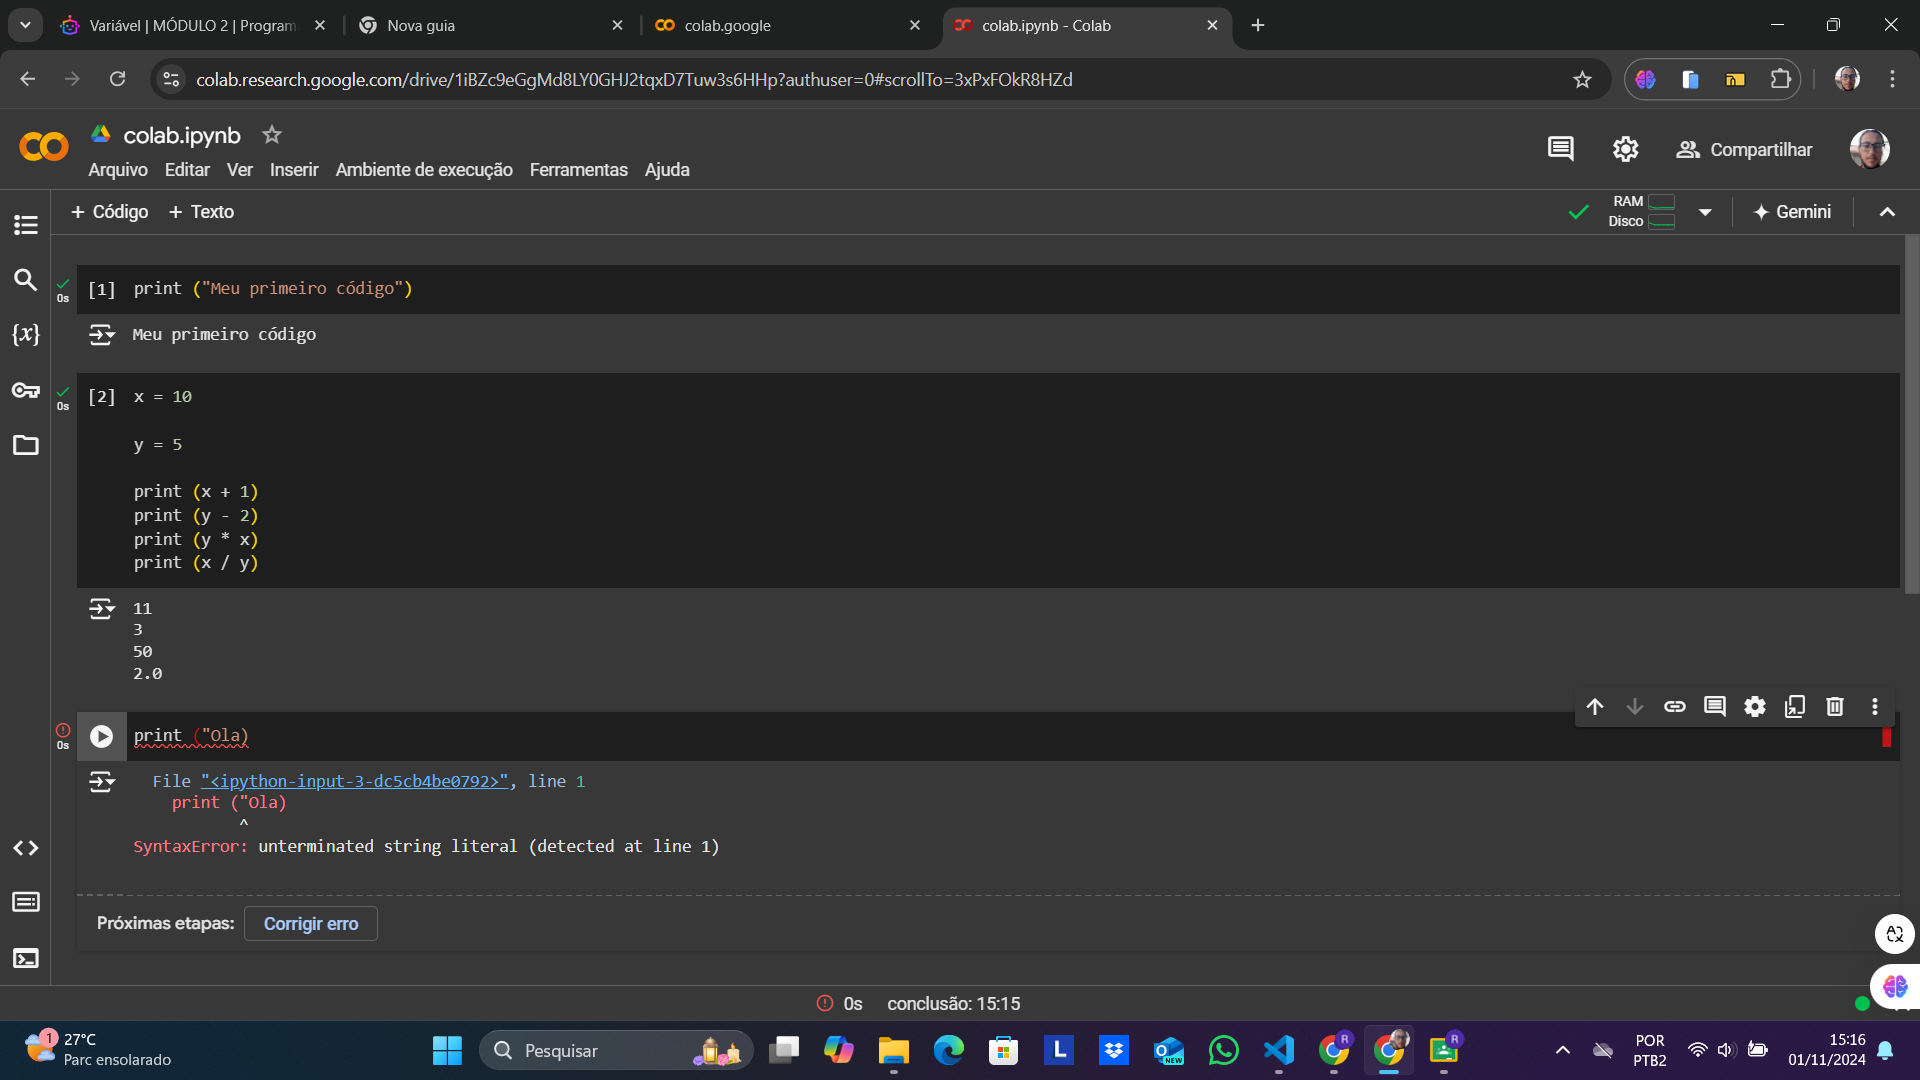 Variável | MÓDULO 2 | Program
Nova guia
colab.google
colab.ipynb - Colab
colab.research.google.com/drive/1iBZc9eGgMd8LY0GHJ2tqxD7Tuw3s6HHp?authuser=0#scrollTo=3xPxFOkR8HZd
colab.ipynb
Arquivo Editar Ver Inserir Ambiente de execução Ferramentas Ajuda
Compartilhar
+ Código + Texto
RAM
Disco
Gemini
0s
[1] print ("Meu primeiro código")
Meu primeiro código
0s
[2] x = 10
y = 5
print (x + 1)
print (y - 2)
print (y * x)
print (x / y)
11
3
50
2.0
0s
print ("Ola)
File "<ipython-input-3-dc5cb4be0792>", line 1
print ("Ola)
^
SyntaxError: unterminated string literal (detected at line 1)
Próximas etapas: Corrigir erro
0s conclusão: 15:15
1
27°C
Parc ensolarado
Pesquisar
L
NEW
R
R
POR
PTB2
15:16
01/11/2024